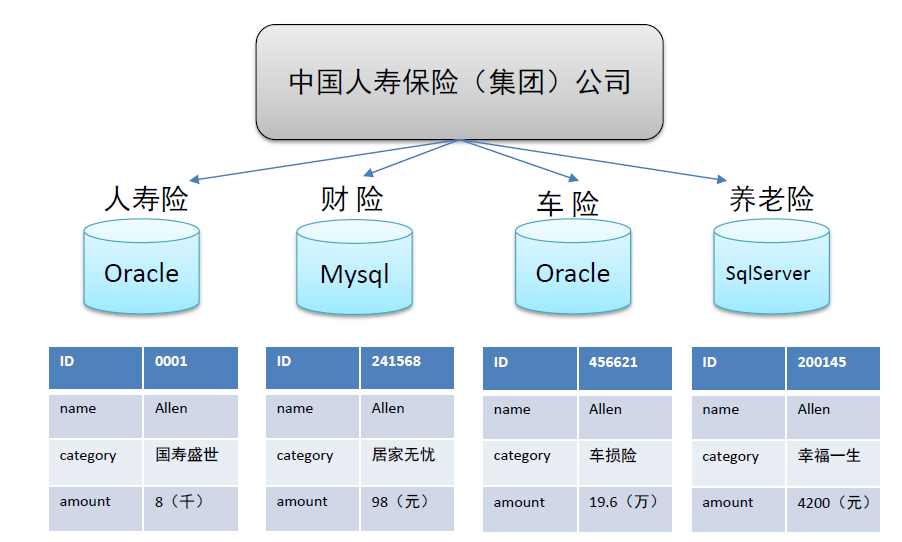 中国人寿保险（集团）公司
人寿险
财 险
车 险
养老险
Oracle
Mysql
Oracle
SqlServer
ID 0001
name Allen
category 国寿盛世
amount 8（千）
ID 241568
name Allen
category 居家无忧
amount 98（元）
ID 456621
name Allen
category 车损险
amount 19.6（万）
ID 200145
name Allen
category 幸福一生
amount 4200（元）